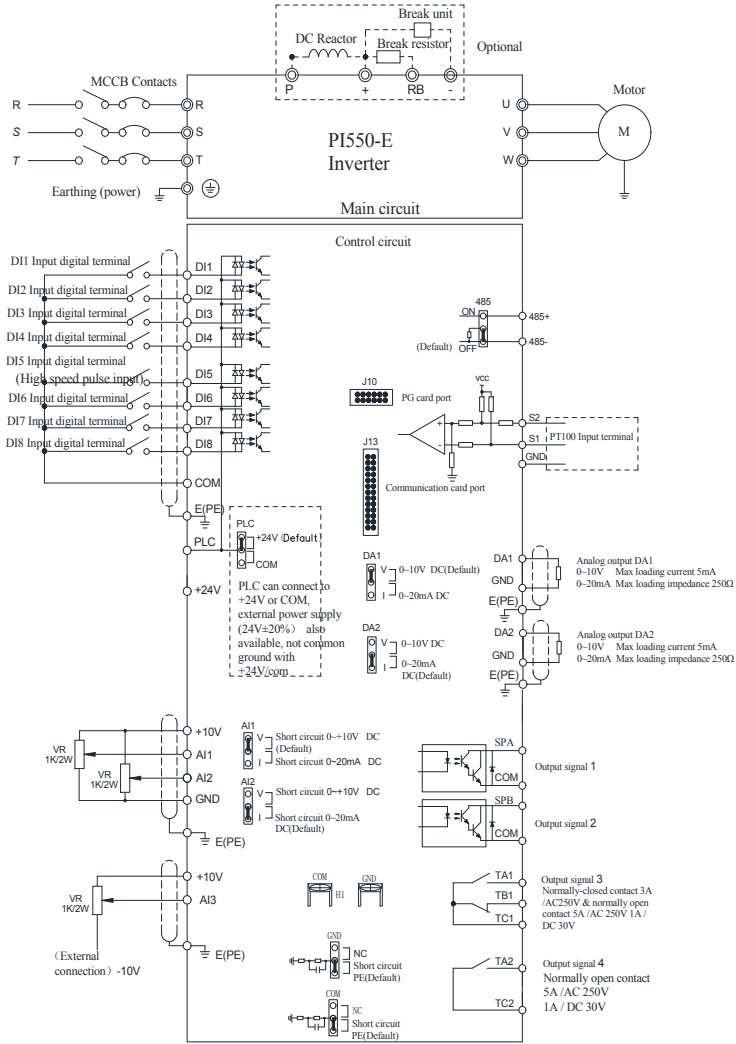 Break unit
DC Reactor
Break resistor
Optional
P
+
RB
-
MCCB Contacts
Motor
R
R
U
S
S
V
M
T
T
W
PI550-E
Inverter
Earthing (power)
Main circuit
Control circuit
DI1 Input digital terminal
DI1
DI2 Input digital terminal
DI2
DI3 Input digital terminal
DI3
DI4 Input digital terminal
DI4
DI5 Input digital terminal
(High speed pulse input)
DI5
DI6 Input digital terminal
DI6
DI7 Input digital terminal
DI7
DI8 Input digital terminal
DI8
COM
E(PE)
PLC
+24V
485
ON
485+
(Default)
OFF
485-
J10
PG card port
vcc
+
-
S2
S1
PT100 Input terminal
GND
J13
Communication card port
PLC
+24V (Default)
COM
PLC can connect to
+24V or COM,
external power supply
(24V±20%) also
available, not common
ground with
+24V/com
DA1
V
0~10V DC(Default)
I
0~20mA DC
DA2
V
0~10V DC
I
0~20mA
DC(Default)
DA1
GND
E(PE)
Analog output DA1
0~10V Max loading current 5mA
0~20mA Max loading impedance 250Ω
DA2
GND
E(PE)
Analog output DA2
0~10V Max loading current 5mA
0~20mA Max loading impedance 250Ω
+10V
VR
1K/2W
AI1
VR
1K/2W
AI2
GND
E(PE)
AI1
V
Short circuit 0~+10V DC
(Default)
I
Short circuit 0~20mA DC
AI2
V
Short circuit 0~+10V DC
I
Short circuit 0~20mA
DC(Default)
SPA
COM
Output signal 1
SPB
COM
Output signal 2
+10V
VR
1K/2W
AI3
(External
connection) -10V
E(PE)
COM
H1
GND
GND
NC
Short circuit
PE(Default)
COM
NC
Short circuit
PE(Default)
TA1
TB1
TC1
Output signal 3
Normally-closed contact 3A
/AC250V & normally open
contact 5A /AC 250V 1A /
DC 30V
TA2
TC2
Output signal 4
Normally open contact
5A /AC 250V
1A / DC 30V